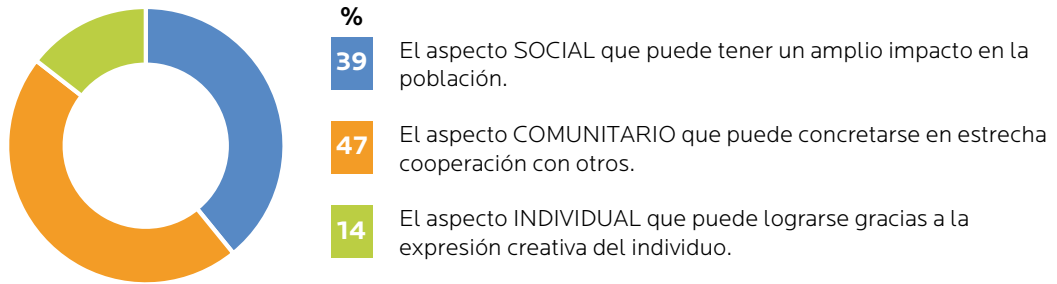 %
39
El aspecto SOCIAL que puede tener un amplio impacto en la
población.
47
El aspecto COMUNITARIO que puede concretarse en estrecha
cooperación con otros.
14
El aspecto INDIVIDUAL que puede lograrse gracias a la
expresión creativa del individuo.